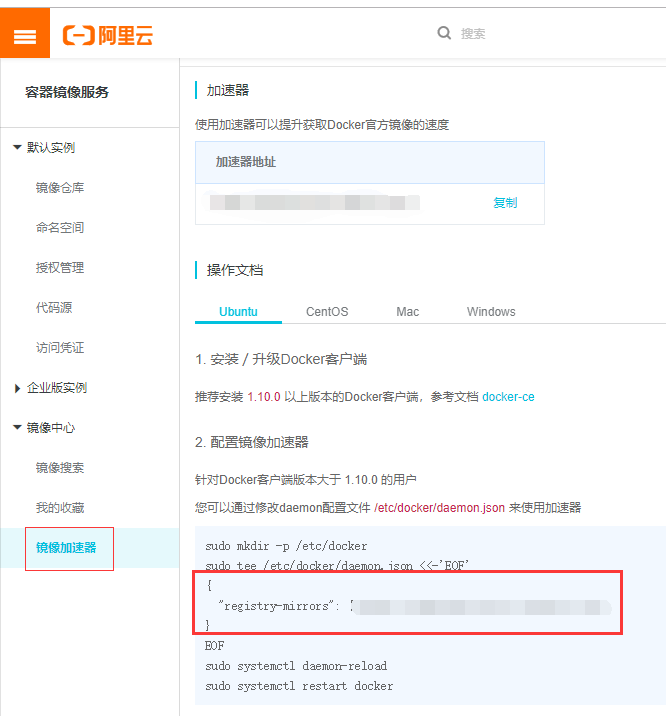 阿里云
搜索
容器镜像服务
默认实例
镜像仓库
命名空间
授权管理
代码源
访问凭证
企业版实例
镜像中心
镜像搜索
我的收藏
镜像加速器
加速器
使用加速器可以提升获取Docker官方镜像的速度
加速器地址
复制
操作文档
Ubuntu CentOS Mac Windows
1. 安装 / 升级Docker客户端
推荐安装 1.10.0 以上版本的Docker客户端，参考文档 docker-ce
2. 配置镜像加速器
针对Docker客户端版本大于 1.10.0 的用户
您可以通过修改daemon配置文件 /etc/docker/daemon.json 来使用加速器
sudo mkdir -p /etc/docker
sudo tee /etc/docker/daemon.json <<-'EOF'
{
"registry-mirrors": [
}
EOF
sudo systemctl daemon-reload
sudo systemctl restart docker